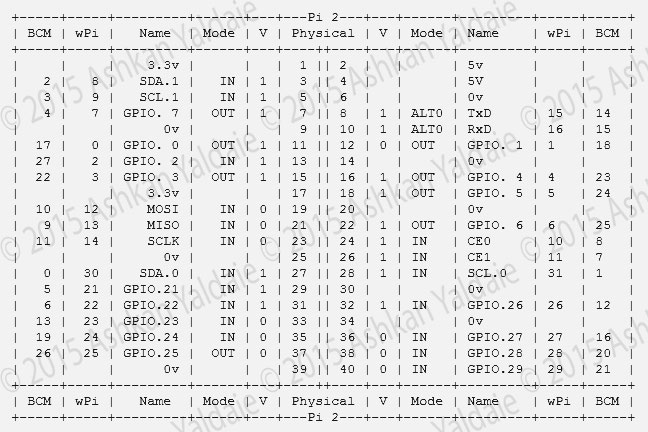 +-----+-----+---------+------+---+---Pi 2---+---+------+---------+-----+-----+
| BCM | wPi |   Name  | Mode | V | Physical | V | Mode | Name    | wPi | BCM |
+-----+-----+---------+------+---+----++----+---+------+---------+-----+-----+
|     |     |    3.3v |      |   |  1 || 2  |   |      | 5v      |     |     |
|   2 |   8 |   SDA.1 |   IN | 1 |  3 || 4  |   |      | 5V      |     |     |
|   3 |   9 |   SCL.1 |   IN | 1 |  5 || 6  |   |      | 0v      |     |     |
|   4 |   7 | GPIO. 7 |  OUT | 1 |  7 || 8  | 1 | ALT0 | TxD     | 15  | 14  |
|     |     |      0v |      |   |  9 || 10 | 1 | ALT0 | RxD     | 16  | 15  |
|  17 |   0 | GPIO. 0 |  OUT | 1 | 11 || 12 | 0 | OUT  | GPIO. 1 | 1   | 18  |
|  27 |   2 | GPIO. 2 |   IN | 1 | 13 || 14 |   |      | 0v      |     |     |
|  22 |   3 | GPIO. 3 |  OUT | 1 | 15 || 16 | 1 | OUT  | GPIO. 4 | 4   | 23  |
|     |     |    3.3v |      |   | 17 || 18 | 1 | OUT  | GPIO. 5 | 5   | 24  |
|  10 |  12 |    MOSI |   IN | 0 | 19 || 20 |   |      | 0v      |     |     |
|   9 |  13 |    MISO |   IN | 0 | 21 || 22 | 1 | OUT  | GPIO. 6 | 6   | 25  |
|  11 |  14 |    SCLK |   IN | 0 | 23 || 24 | 1 | IN   | CE0     | 10  | 8   |
|     |     |      0v |      |   | 25 || 26 | 1 | IN   | CE1     | 11  | 7   |
|   0 |  30 |   SDA.0 |   IN | 1 | 27 || 28 | 1 | IN   | SCL.0   | 31  | 1   |
|   5 |  21 | GPIO.21 |   IN | 1 | 29 || 30 |   |      | 0v      |     |     |
|   6 |  22 | GPIO.22 |   IN | 1 | 31 || 32 | 1 | IN   | GPIO.26 | 26  | 12  |
|  13 |  23 | GPIO.23 |   IN | 0 | 33 || 34 |   |      | 0v      |     |     |
|  19 |  24 | GPIO.24 |   IN | 0 | 35 || 36 | 0 | IN   | GPIO.27 | 27  | 16  |
|  26 |  25 | GPIO.25 |  OUT | 0 | 37 || 38 | 0 | IN   | GPIO.28 | 28  | 20  |
|     |     |      0v |      |   | 39 || 40 | 0 | IN   | GPIO.29 | 29  | 21  |
+-----+-----+---------+------+---+----++----+---+------+---------+-----+-----+
| BCM | wPi |   Name  | Mode | V | Physical | V | Mode | Name    | wPi | BCM |
+-----+-----+---------+------+---+---Pi 2---+---+------+---------+-----+-----+
© 2015 Ashkan Yaldaie